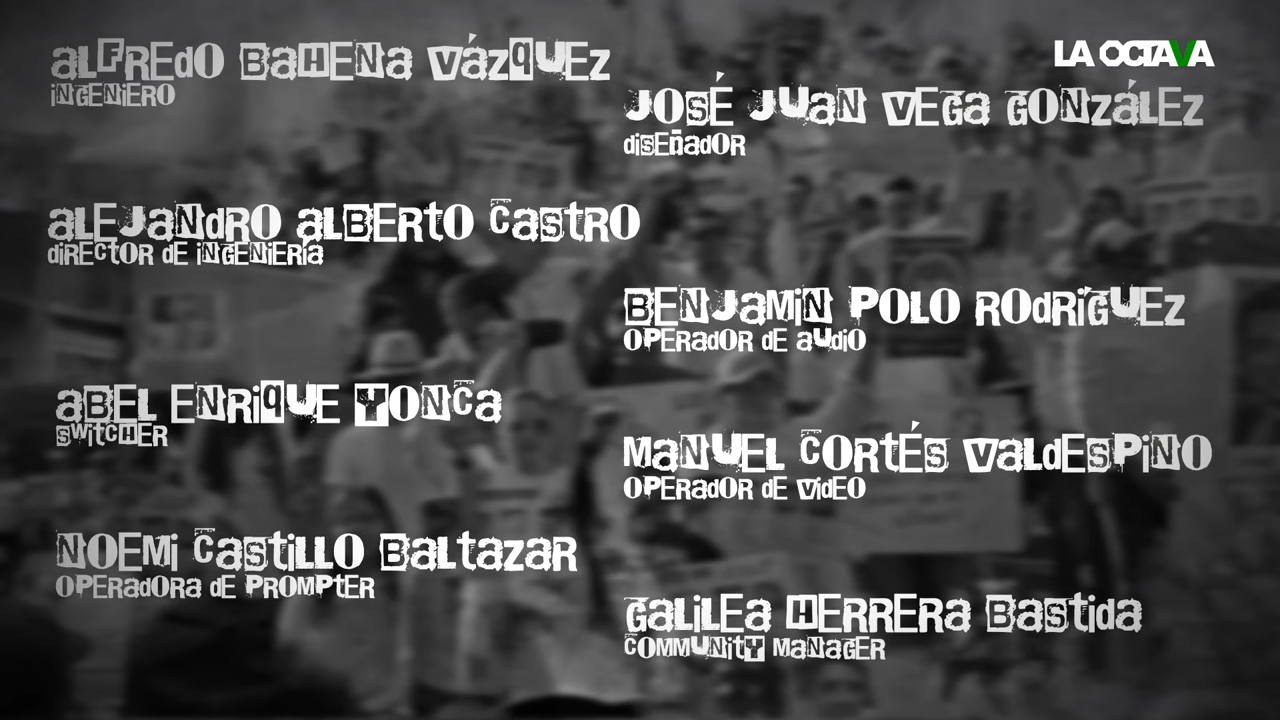 LA OCTAVA
ALFREDO BAHENA VÁZQUEZ
INGENIERO
JOSÉ JUAN VEGA GONZÁLEZ
DISEÑADOR
ALEJANDRO ALBERTO CASTRO
DIRECTOR DE INGENIERÍA
BENJAMIN POLO RODRÍGUEZ
OPERADOR DE AUDIO
ABEL ENRIQUE YONCA
SWITCHER
MANUEL CORTÉS VALDESPINO
OPERADOR DE VIDEO
NOEMI CASTILLO BALTAZAR
OPERADORA DE PROMPTER
GALILEA HERRERA BASTIDA
COMMUNITY MANAGER